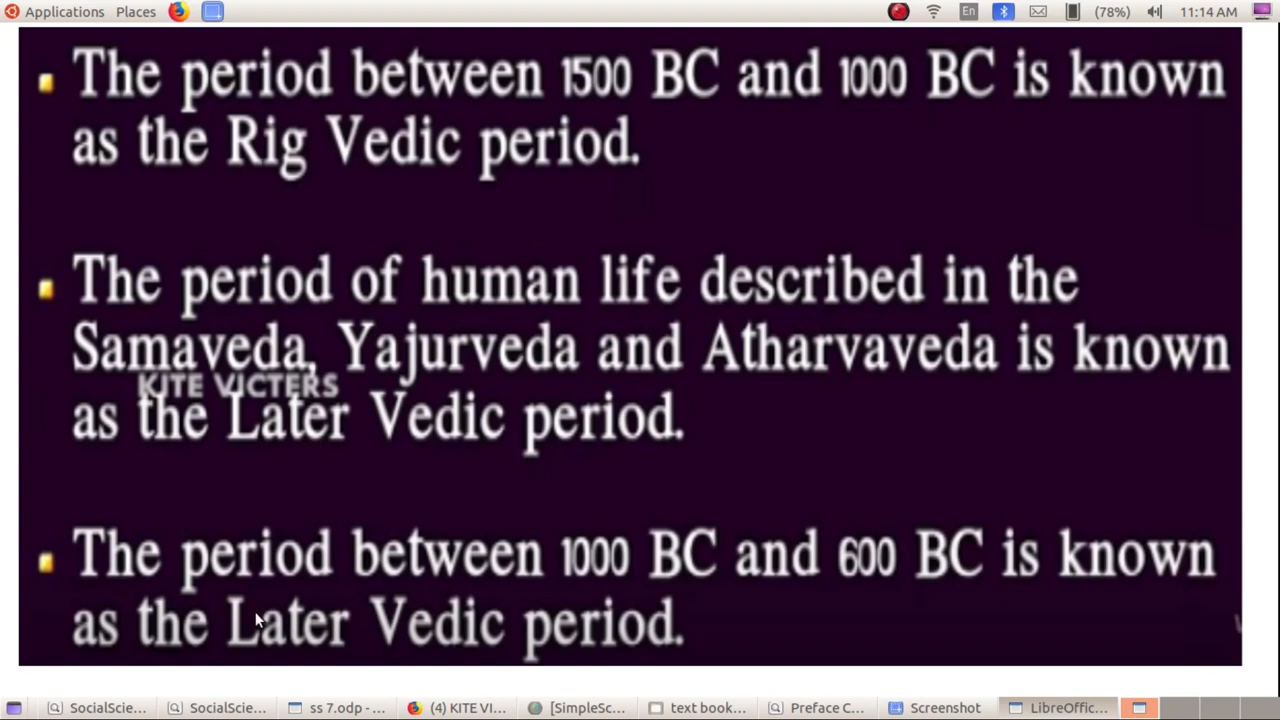 Applications Places En (78%) 11:14 AM
The period between 1500 BC and 1000 BC is known
as the Rig Vedic period.
The period of human life described in the
Samaveda, Yajurveda and Atharvaveda is known
KITE VICTERS
as the Later Vedic period.
The period between 1000 BC and 600 BC is known
as the Later Vedic period.
SocialScie... SocialScie... ss 7.odp - ... (4) KITE VI... [SimpleSc... text book... Preface C... Screenshot LibreOffic...